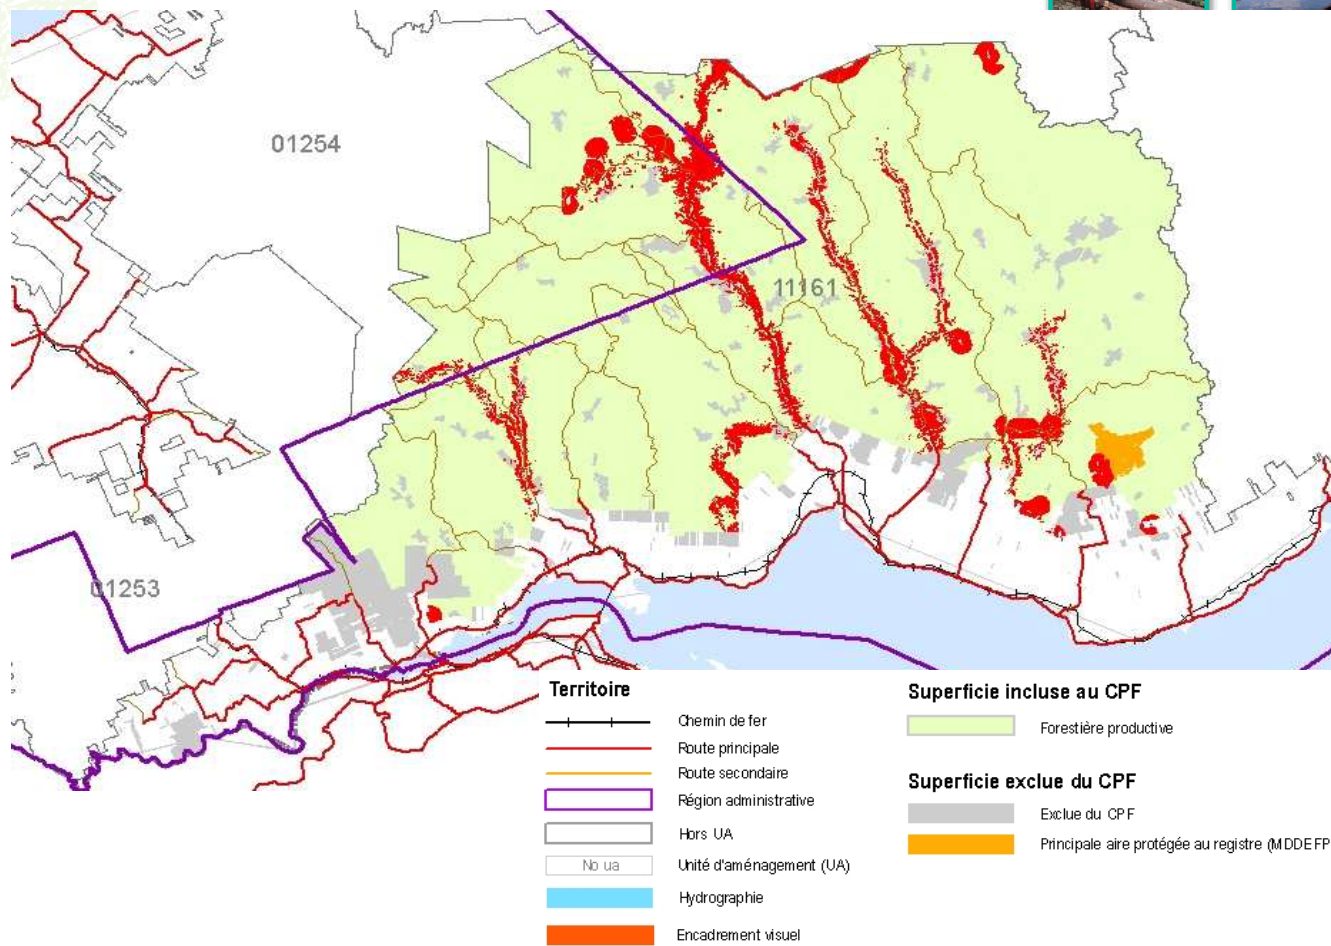 01254
11161
01253
Territoire
Chemin de fer
Route principale
Route secondaire
Région administrative
Hors UA
No ua
Unité d'aménagement (UA)
Hydrographie
Encadrement visuel
Superficie incluse au CPF
Forestière productive
Superficie exclue du CPF
Exclue du CPF
Principale aire protégée au registre (MDDEFP